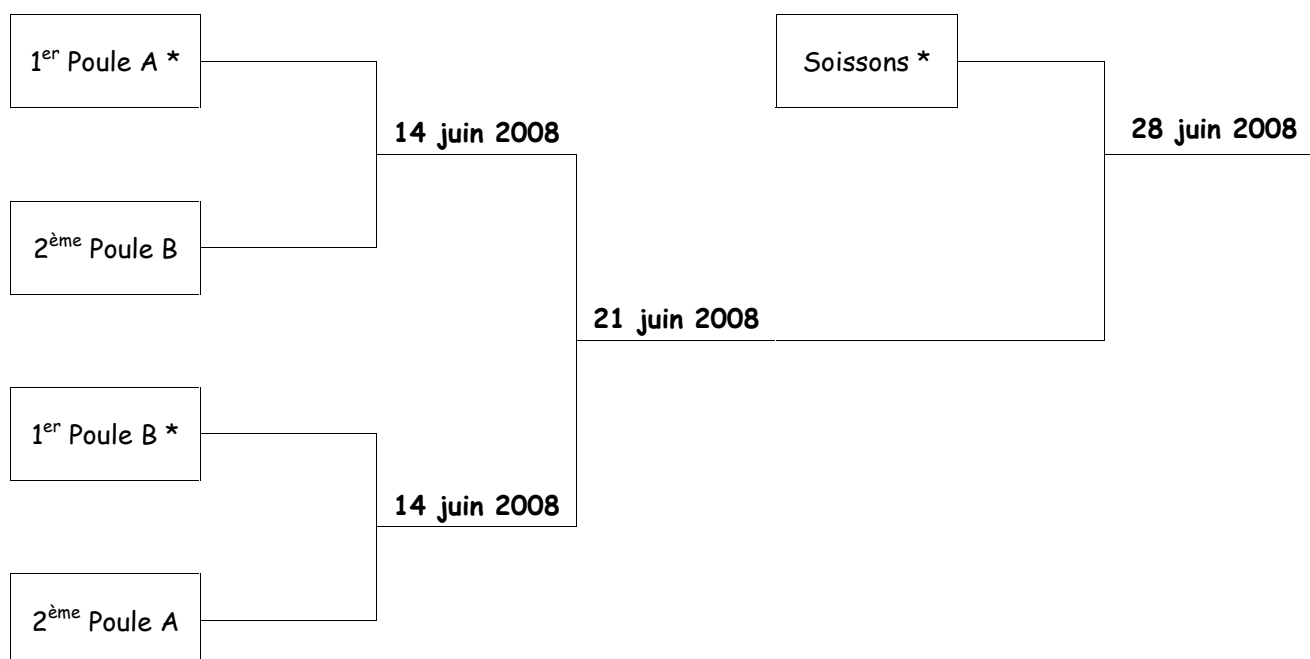 1er Poule A *
Soissons *
14 juin 2008
28 juin 2008
2ème Poule B
21 juin 2008
1er Poule B *
14 juin 2008
2ème Poule A